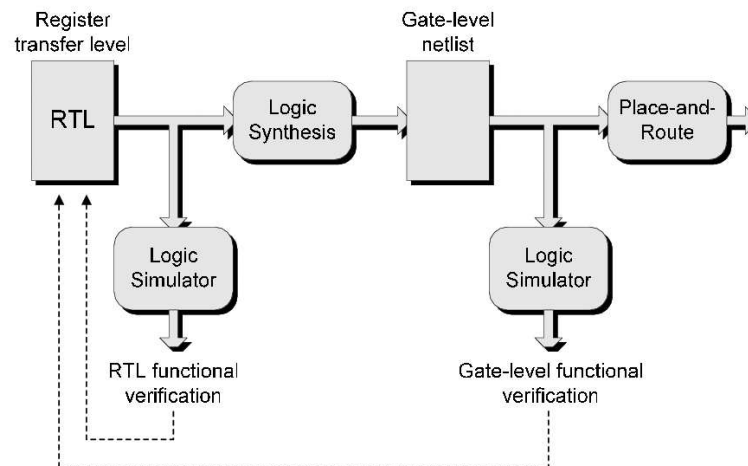 Register
transfer level
RTL
Logic
Synthesis
Gate-level
netlist
Place-and-
Route
Logic
Simulator
RTL functional
verification
Logic
Simulator
Gate-level functional
verification